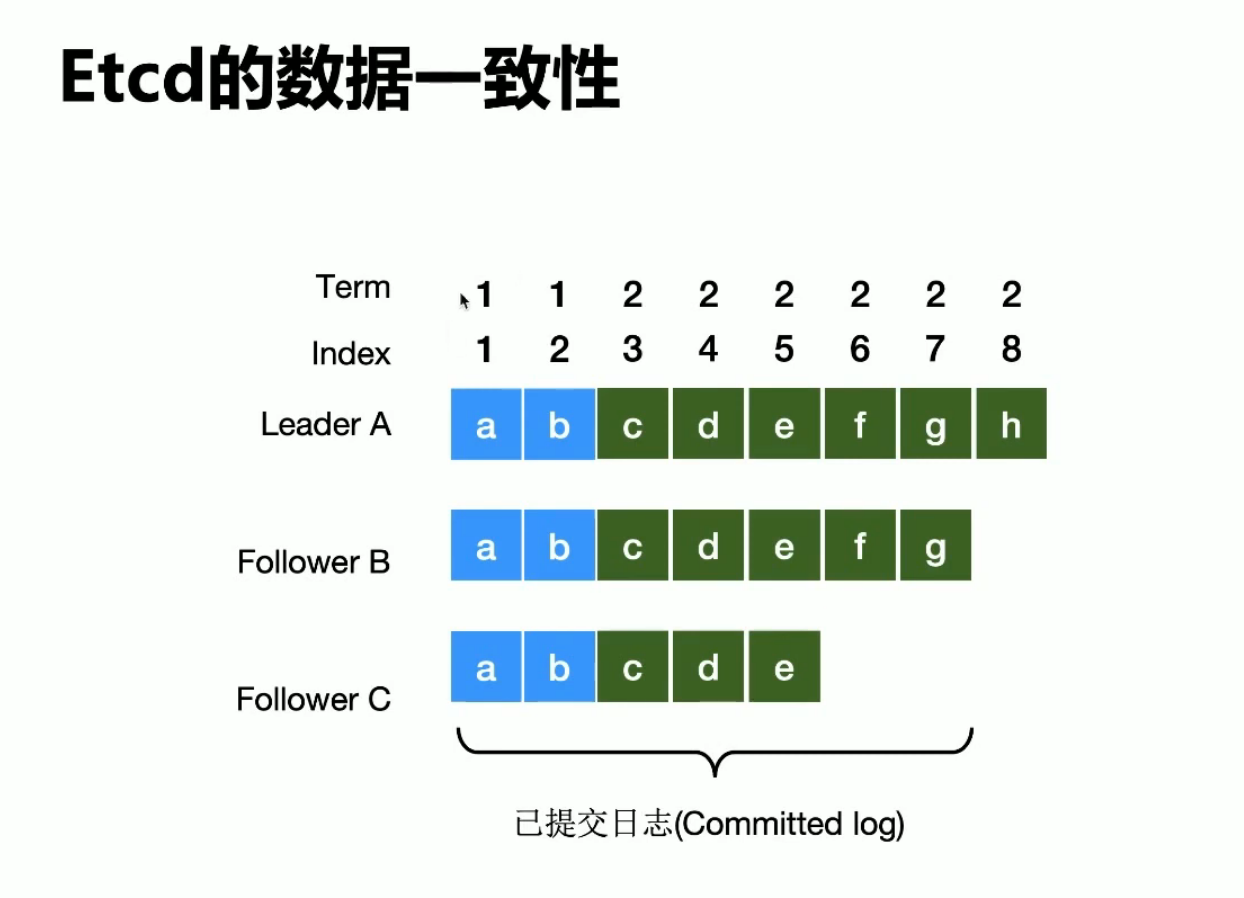 Etcd的数据一致性
Term 1 1 2 2 2 2 2 2
Index 1 2 3 4 5 6 7 8
Leader A a b c d e f g h
Follower B a b c d e f g
Follower C a b c d e
已提交日志(Committed log)